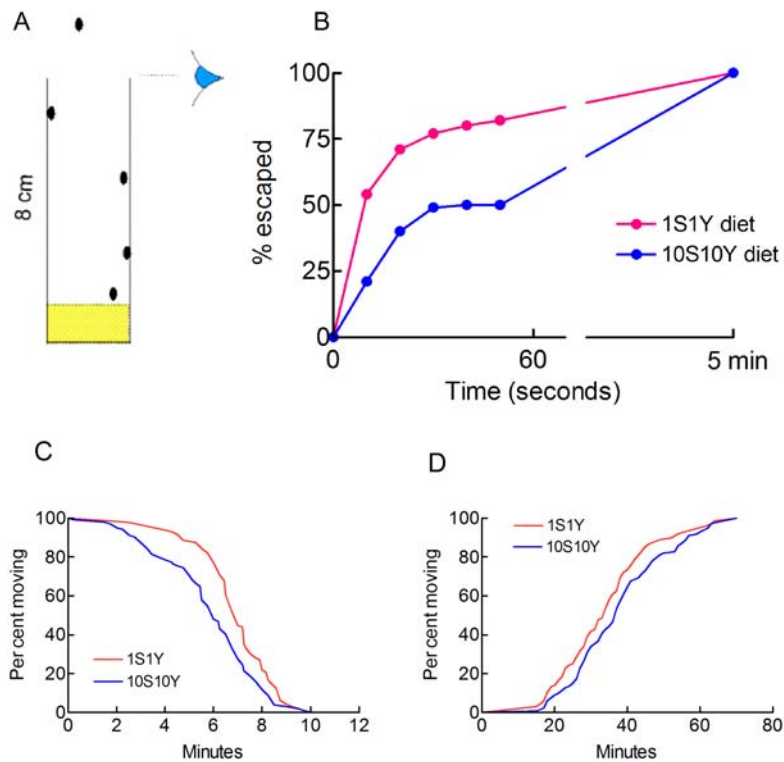 A
8 cm
B
% escaped
100
75
50
25
0
0
60
5 min
Time (seconds)
1S1Y diet
10S10Y diet
C
Per cent moving
100
80
60
40
20
0
1S1Y
10S10Y
0 2 4 6 8 10 12
Minutes
D
Per cent moving
100
80
60
40
20
0
1S1Y
10S10Y
0 20 40 60 80
Minutes